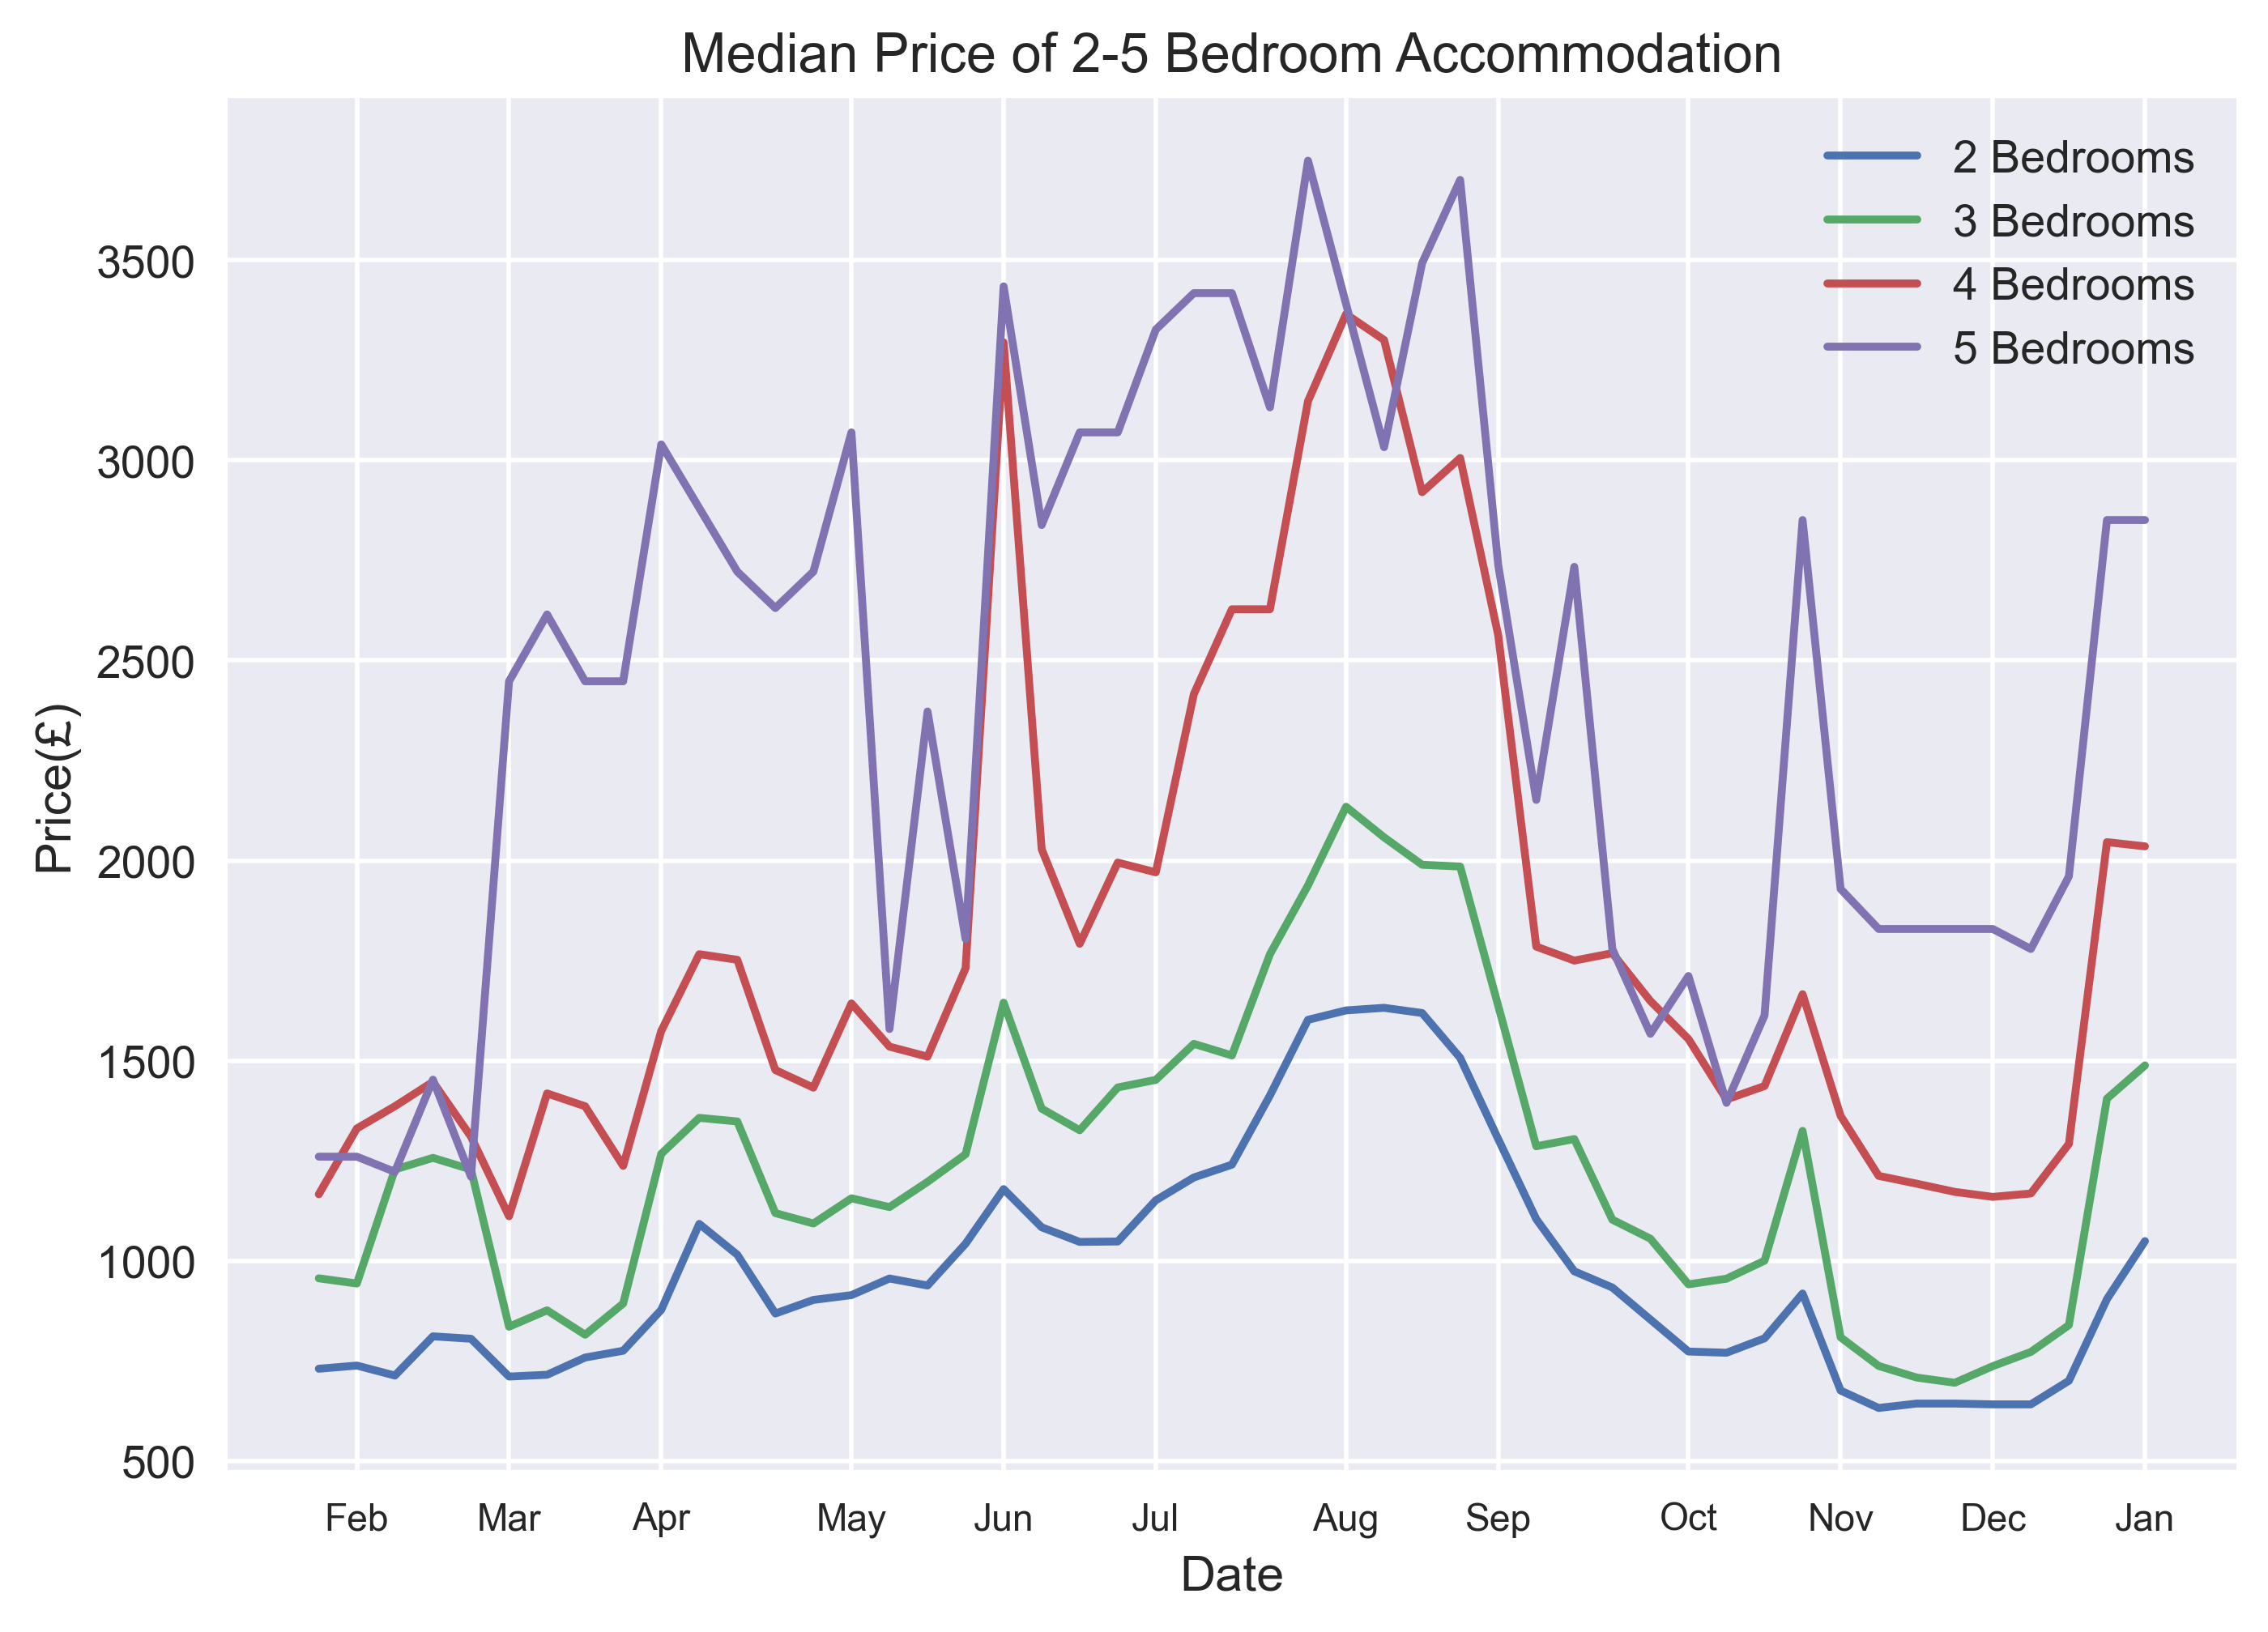 Median Price of 2-5 Bedroom Accommodation
2 Bedrooms
3 Bedrooms
4 Bedrooms
5 Bedrooms
3500
3000
2500
2000
1500
1000
500
Price(£)
Feb Mar Apr May Jun Jul Aug Sep Oct Nov Dec Jan
Date